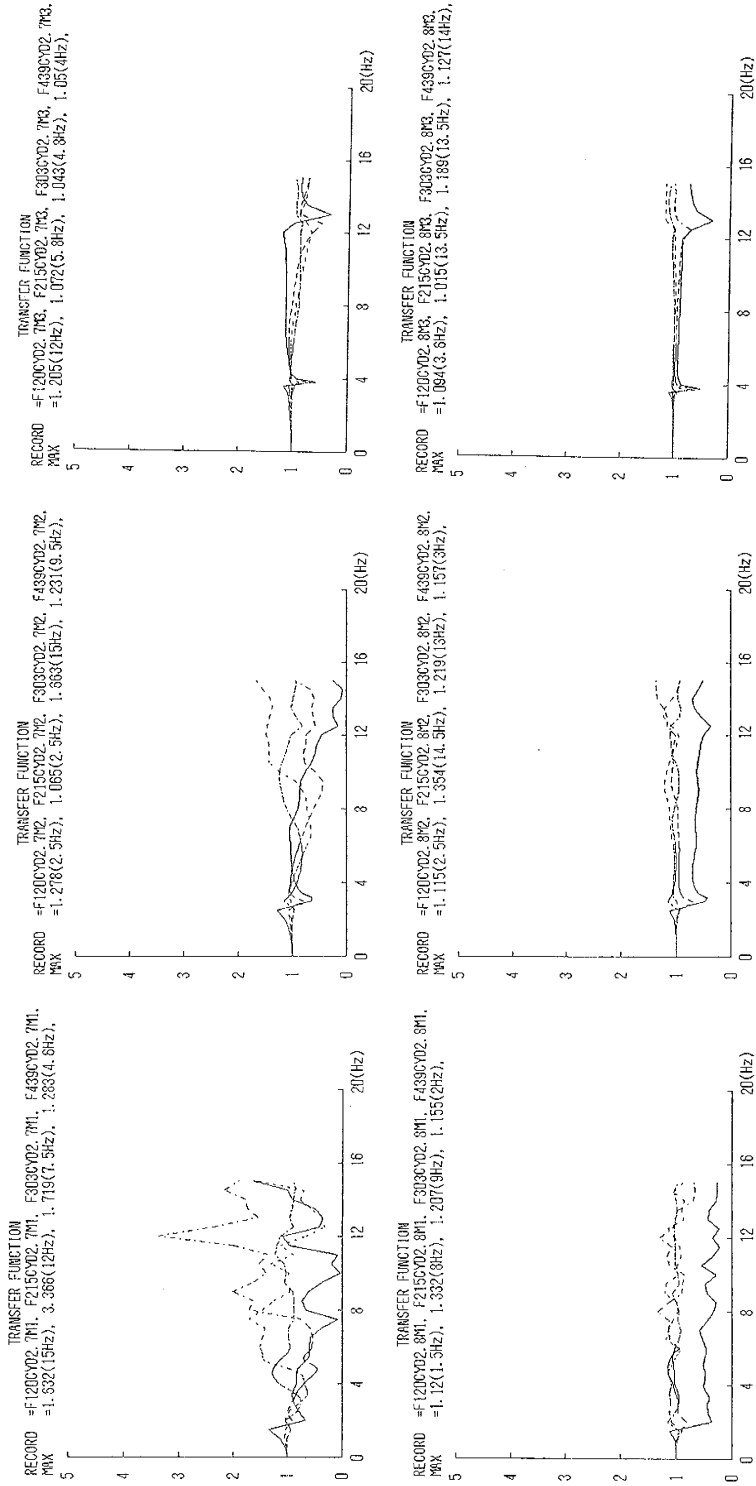 TRANSFER FUNCTION
RECORD =F120CYD2.7M1, F215CYD2.7M1, F303CYD2.7M1, F439CYD2.7M1,
MAX =1.632(15Hz), 3.366(12Hz), 1.719(7.5Hz), 1.283(4.6Hz),
5
4
3
2
1
0
0 4 8 12 16 20(Hz)
TRANSFER FUNCTION
RECORD =F120CYD2.7M2, F215CYD2.7M2, F303CYD2.7M2, F439CYD2.7M2,
MAX =1.278(2.5Hz), 1.065(2.5Hz), 1.663(15Hz), 1.231(9.5Hz),
5
4
3
2
1
0
0 4 8 12 16 20(Hz)
TRANSFER FUNCTION
RECORD =F120CYD2.7M3, F215CYD2.7M3, F303CYD2.7M3, F439CYD2.7M3,
MAX =1.205(12Hz), 1.072(5.8Hz), 1.043(4.8Hz), 1.05(4Hz),
5
4
3
2
1
0
0 4 8 12 16 20(Hz)
TRANSFER FUNCTION
RECORD =F120CYD2.8M1, F215CYD2.8M1, F303CYD2.8M1, F439CYD2.8M1,
MAX =1.12(1.5Hz), 1.332(8Hz), 1.207(9Hz), 1.155(2Hz),
5
4
3
2
1
0
0 4 8 12 16 20(Hz)
TRANSFER FUNCTION
RECORD =F120CYD2.8M2, F215CYD2.8M2, F303CYD2.8M2, F439CYD2.8M2,
MAX =1.115(2.5Hz), 1.354(14.5Hz), 1.219(13Hz), 1.157(3Hz),
5
4
3
2
1
0
0 4 8 12 16 20(Hz)
TRANSFER FUNCTION
RECORD =F120CYD2.8M3, F215CYD2.8M3, F303CYD2.8M3, F439CYD2.8M3,
MAX =1.094(3.6Hz), 1.015(13.5Hz), 1.189(13.5Hz), 1.127(14Hz),
5
4
3
2
1
0
0 4 8 12 16 20(Hz)